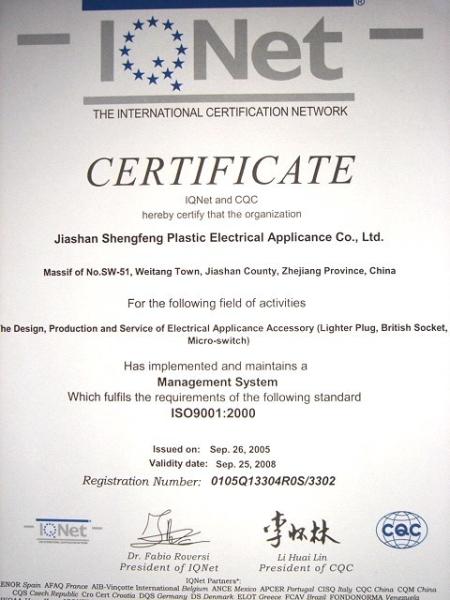 IQNet
®
THE INTERNATIONAL CERTIFICATION NETWORK
CERTIFICATE
IQNet and CQC
hereby certify that the organization
Jiashan Shengfeng Plastic Electrical Applicance Co., Ltd.
Massif of No.SW-51, Weitang Town, Jiashan County, Zhejiang Province, China
For the following field of activities
he Design, Production and Service of Electrical Applicance Accessory (Lighter Plug, British Socket,
Micro-switch)
Has implemented and maintains a
Management System
Which fulfils the requirements of the following standard
ISO9001:2000
Issued on: Sep. 26, 2005
Validity date: Sep. 25, 2008
Registration Number: 0105Q13304R0S/3302
IQNet
李怀林
CQC
Dr. Fabio Roversi
President of IQNet
Li Huai Lin
President of CQC
IQNet Partners*:
ENOR Spain AFAQ France AIB-Vinçotte International Belgium ANCE Mexico APCER Portugal CISQ Italy CQC China CQM China
CQS Czech Republic Cro Cert Croatia DQS Germany DS Denmark ELOT Greece FCAV Brazil FONDONORMA Venezuela